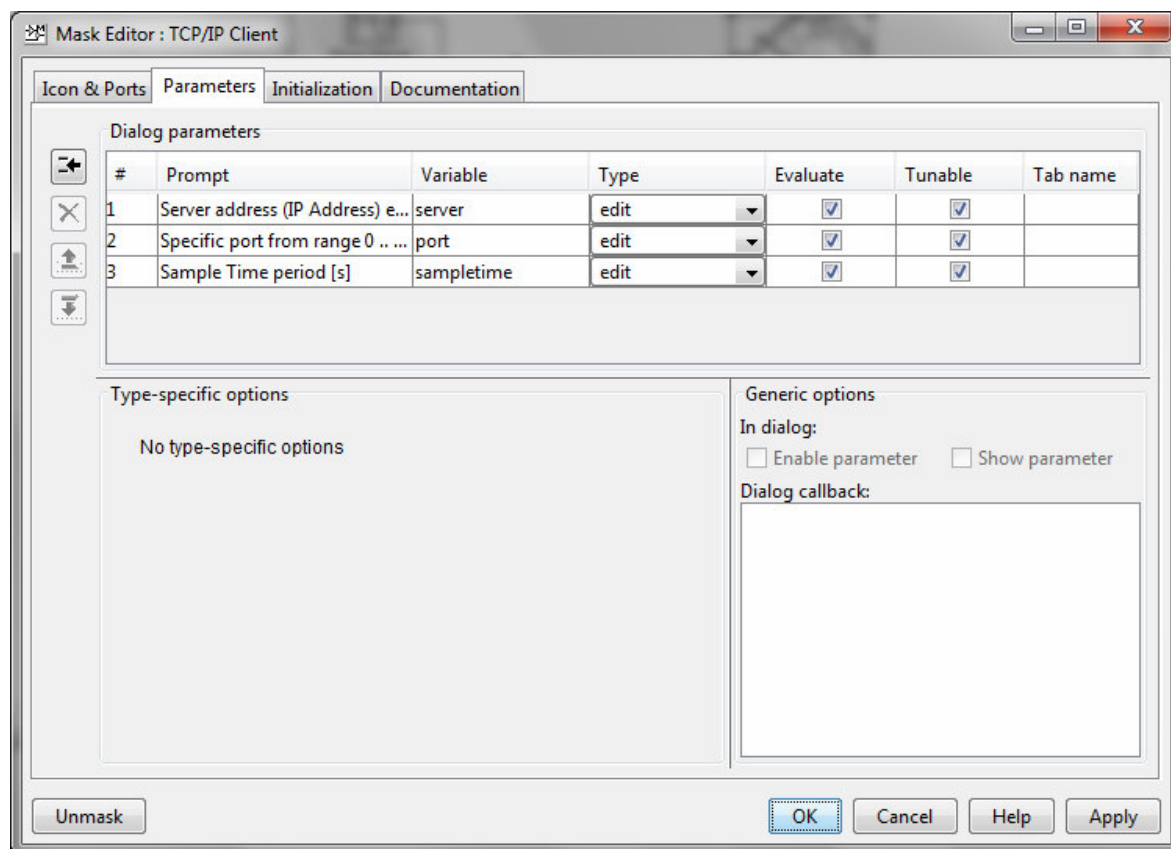 Mask Editor : TCP/IP Client
Icon & Ports Parameters Initialization Documentation
Dialog parameters
# Prompt Variable Type Evaluate Tunable Tab name
1 Server address (IP Address) e... server edit
2 Specific port from range 0 .. ... port edit
3 Sample Time period [s] sampletime edit
Type-specific options
No type-specific options
Generic options
In dialog:
Enable parameter Show parameter
Dialog callback:
Unmask OK Cancel Help Apply